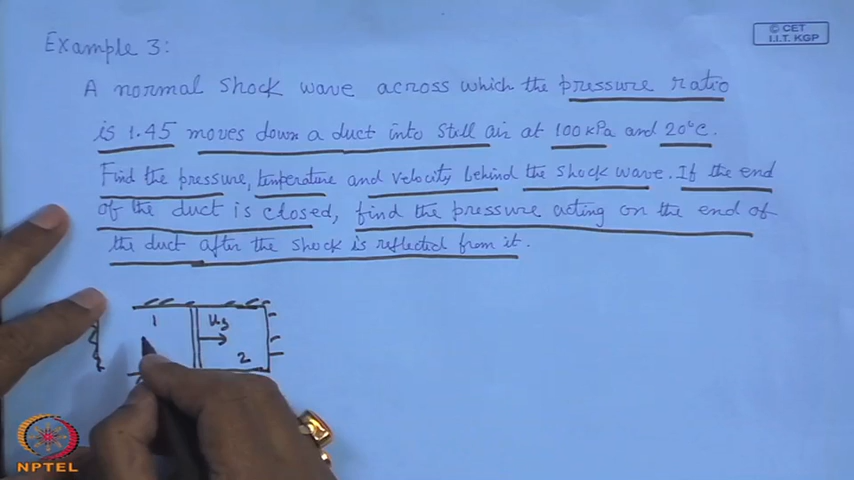 Example 3:
© CET
I.I.T. KGP
A normal shock wave across which the pressure ratio
is 1.45 moves down a duct into still air at 100 kPa and 20°C.
Find the pressure, temperature and velocity behind the shock wave. If the end
of the duct is closed, find the pressure acting on the end of
the duct after the shock is reflected from it.
1 us
2
NPTEL